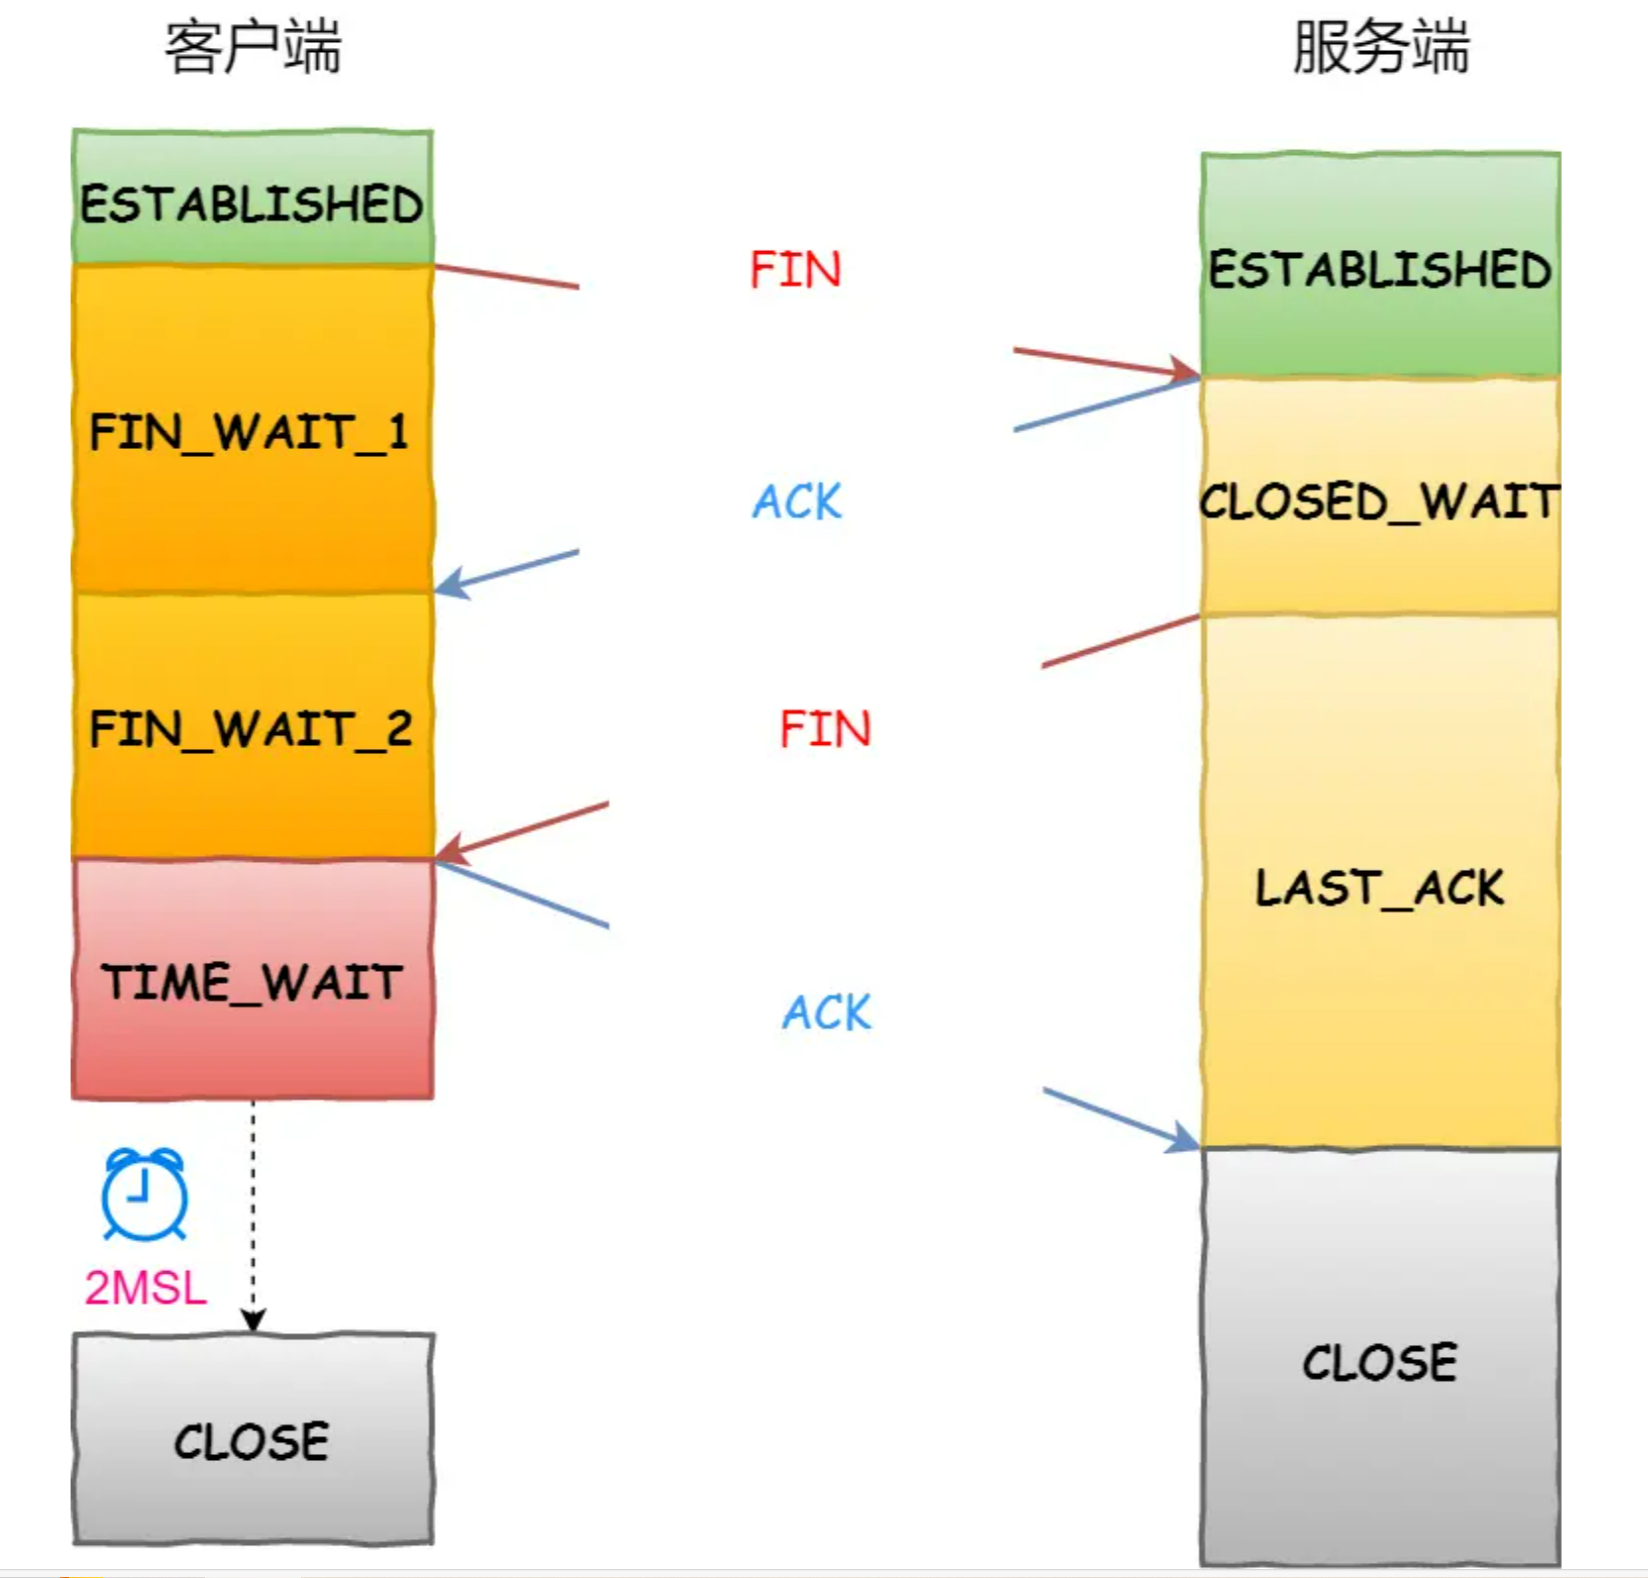 客户端
服务端
ESTABLISHED
FIN
ESTABLISHED
FIN_WAIT_1
ACK
CLOSED_WAIT
FIN_WAIT_2
FIN
LAST_ACK
TIME_WAIT
ACK
2MSL
CLOSE
CLOSE